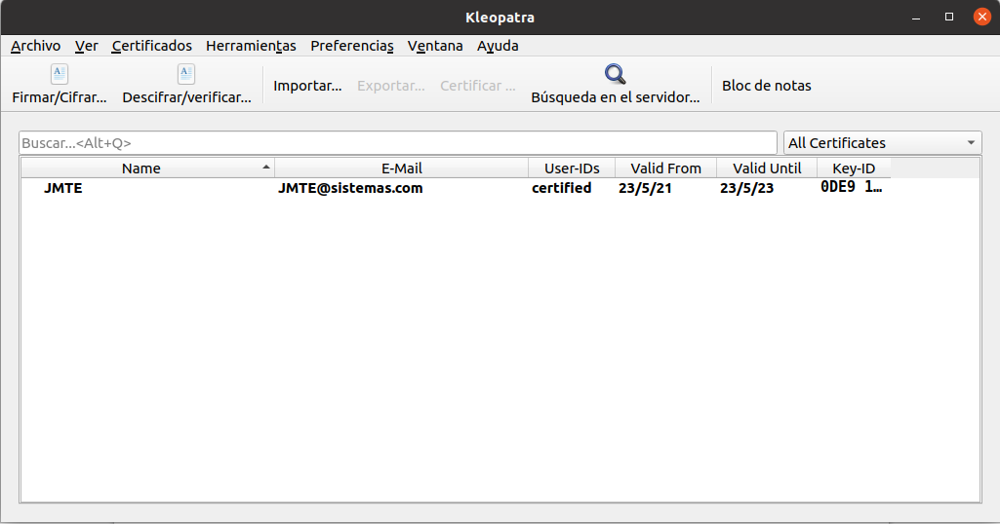 Kleopatra
Archivo Ver Certificados Herramientas Preferencias Ventana Ayuda
Firmar/Cifrar... Descifrar/verificar... Importar... Exportar... Certificar ... Búsqueda en el servidor... Bloc de notas
Buscar...<Alt+Q> All Certificates
Name E-Mail User-IDs Valid From Valid Until Key-ID
JMTE JMTE@sistemas.com certified 23/5/21 23/5/23 0DE9 1…